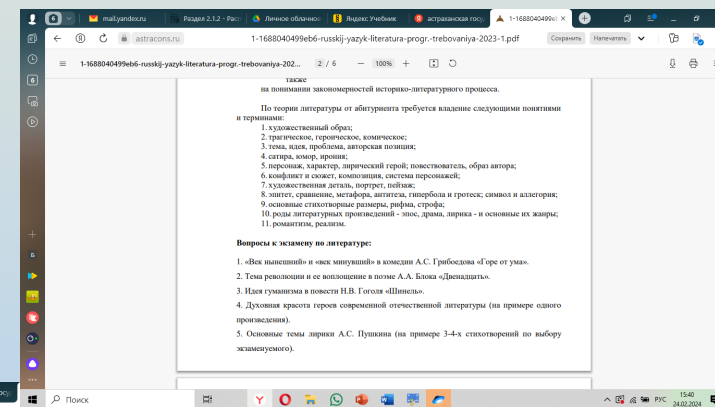 6
mail.yandex.ru
Раздел 2.1.2 - Расп
Личное облачное
Яндекс Учебник
астраханская госу
1-1688040499eb
astracons.ru
1-1688040499eb6-russkij-yazyk-literatura-progr.-trebovaniya-2023-1.pdf
Сохранить
Напечатать
1-1688040499eb6-russkij-yazyk-literatura-progr.-trebovaniya-202...
2 / 6
—
100%
+
6
также
на понимании закономерностей историко-литературного процесса.
По теории литературы от абитуриента требуется владение следующими понятиями
и терминами:
1. художественный образ;
2. трагическое, героическое, комическое;
3. тема, идея, проблема, авторская позиция;
4. сатира, юмор, ирония;
5. персонаж, характер, лирический герой; повествователь, образ автора;
6. конфликт и сюжет, композиция, система персонажей;
7. художественная деталь, портрет, пейзаж;
8. эпитет, сравнение, метафора, антитеза, гипербола и гротеск; символ и аллегория;
9. основные стихотворные размеры, рифма, строфа;
10. роды литературных произведений - эпос, драма, лирика - и основные их жанры;
11. романтизм, реализм.
Вопросы к экзамену по литературе:
1. «Век нынешний» и «век минувший» в комедии А.С. Грибоедова «Горе от ума».
2. Тема революции и ее воплощение в поэме А.А. Блока «Двенадцать».
3. Идея гуманизма в повести Н.В. Гоголя «Шинель».
4. Духовная красота героев современной отечественной литературы (на примере одного
произведения).
5. Основные темы лирики А.С. Пушкина (на примере 3-4-х стихотворений по выбору
экзаменуемого).
Поиск
РУС
15:40
24.02.2024